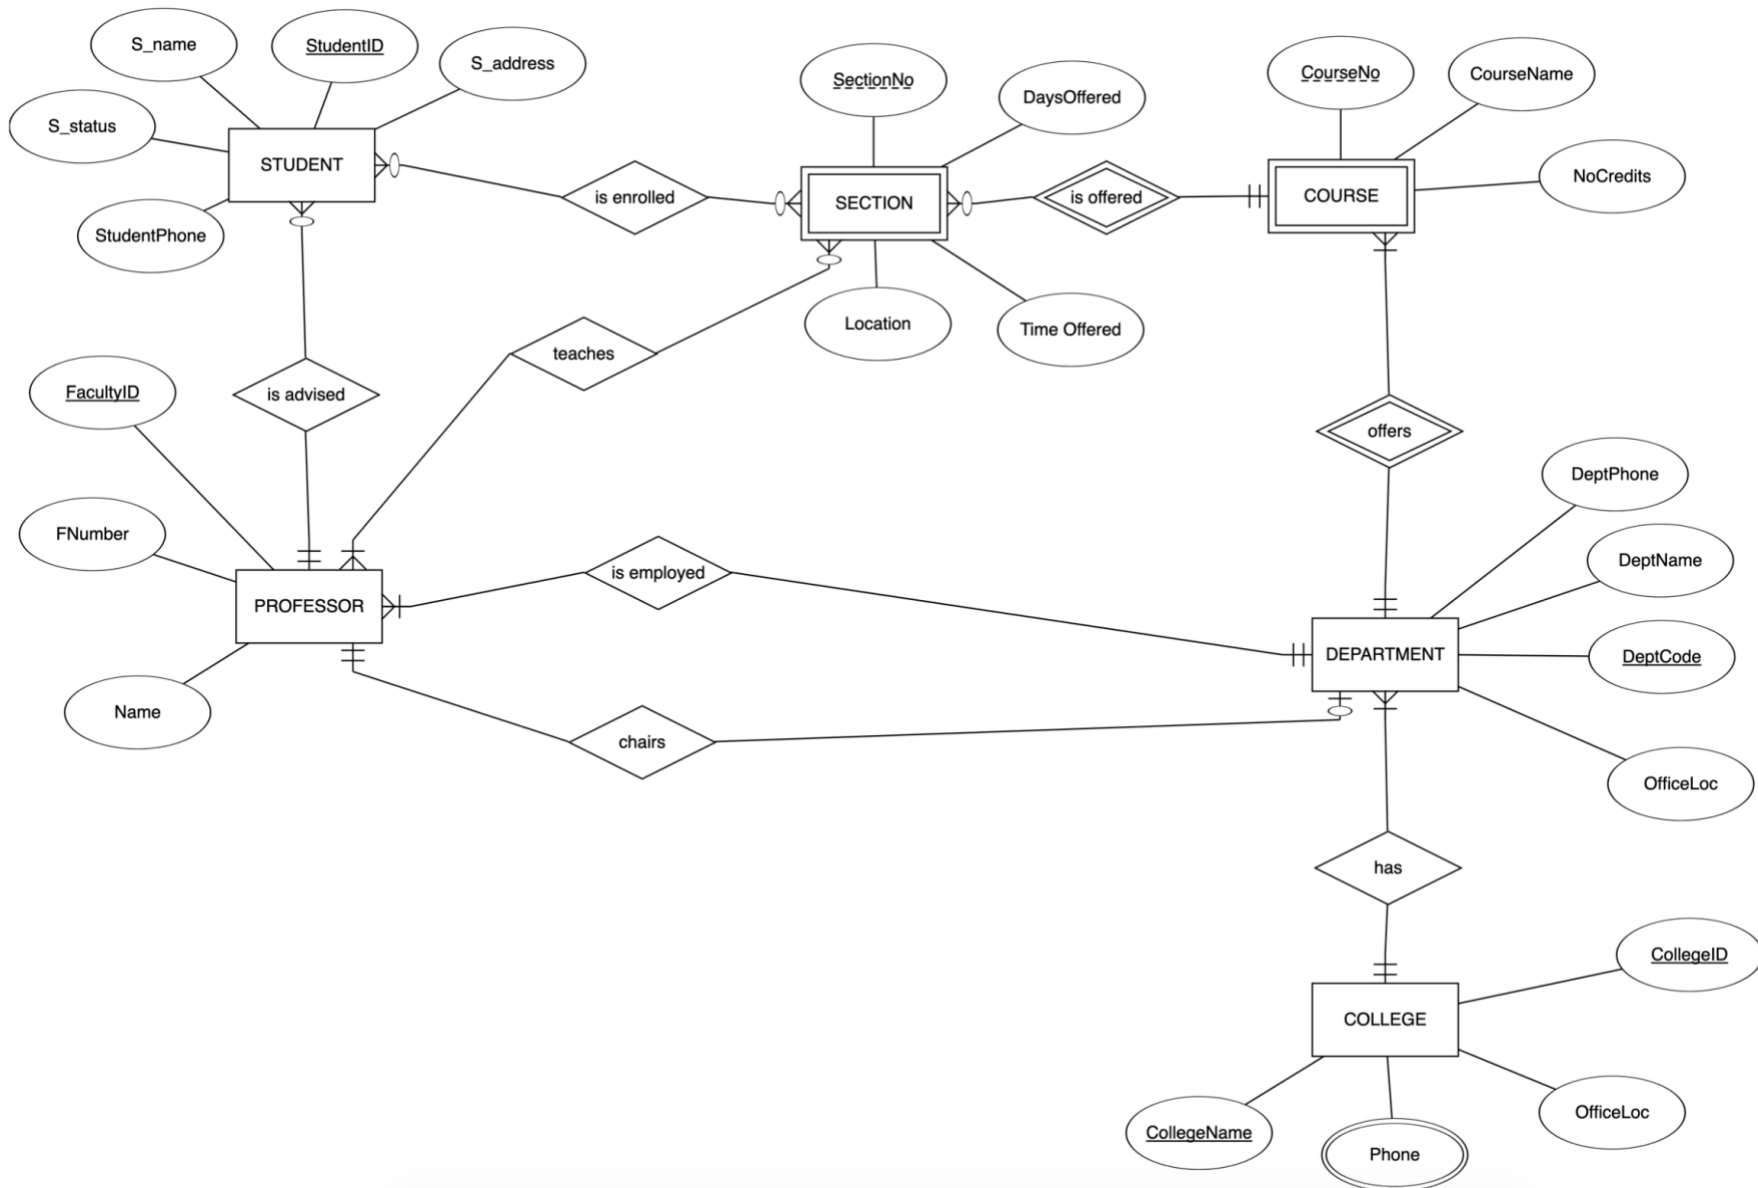 S_name
StudentID
S_address
S_status
STUDENT
StudentPhone
is enrolled
SectionNo
DaysOffered
SECTION
Location
Time Offered
is offered
CourseNo
CourseName
COURSE
NoCredits
teaches
is advised
FacultyID
FNumber
PROFESSOR
Name
is employed
chairs
offers
DeptPhone
DeptName
DEPARTMENT
DeptCode
OfficeLoc
has
CollegeID
COLLEGE
CollegeName
Phone
OfficeLoc